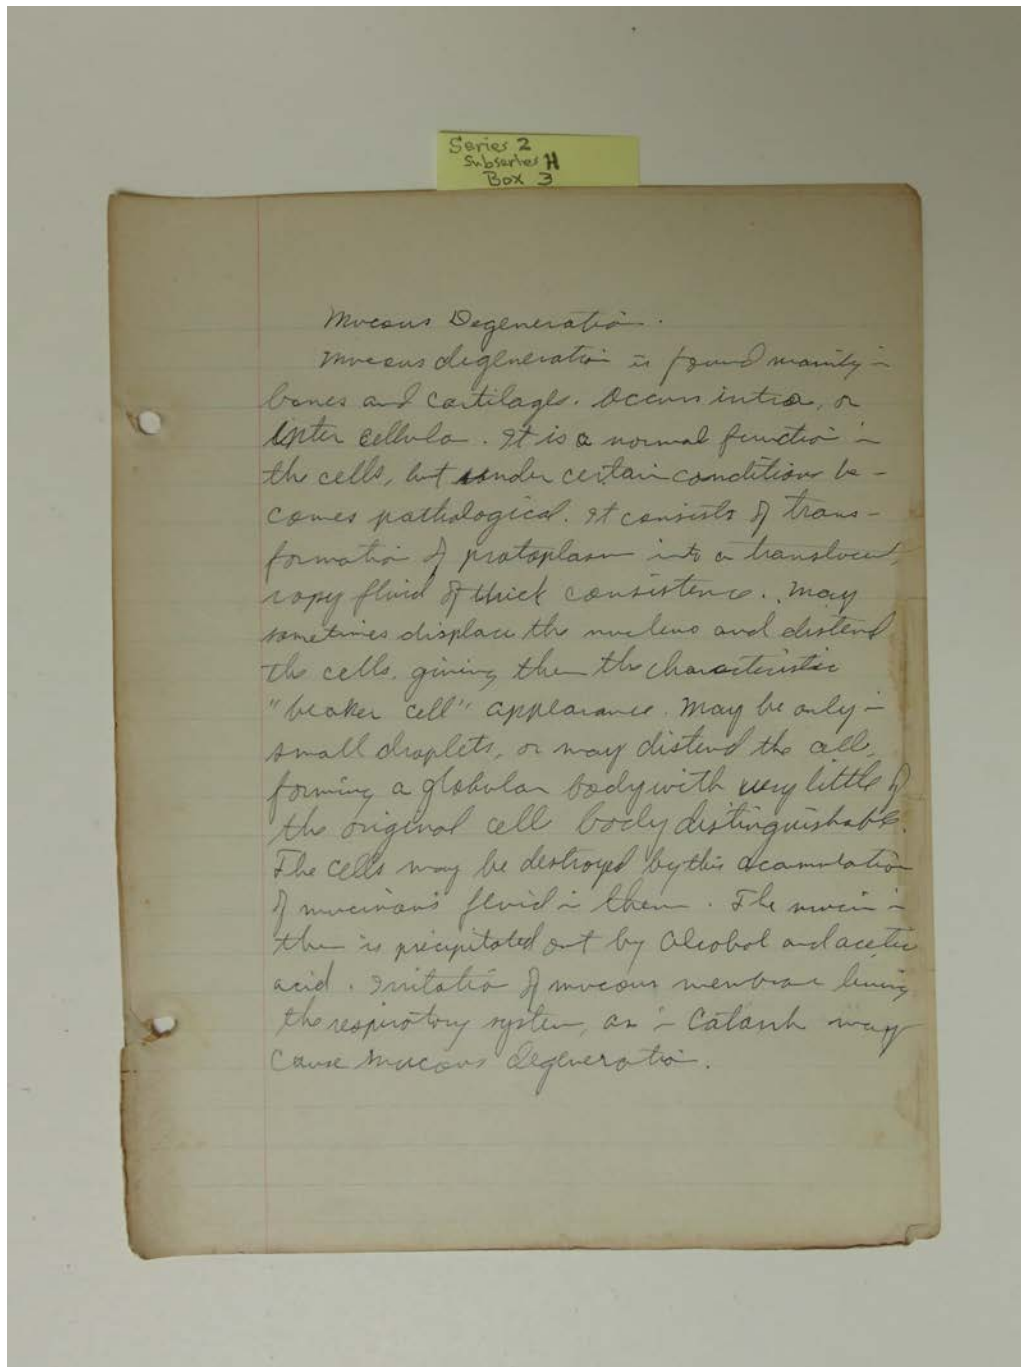 Series 2
Subseries H
Box 3
Mucous Degeneration.
Mucous degeneration is found mainly in
bones and cartilages. Occurs intra, or
inter cellular. It is a normal function in
the cells, but under certain conditions be-
comes pathological. It consists of trans-
formation of protoplasm into a translucent,
ropy fluid of thick consistence. May
sometimes displace the nucleus and distend
the cells, giving them the characteristic
"beaker cell" appearance. May be only in
small droplets, or may distend the cell,
forming a globular body with very little of
the original cell body distinguishable.
The cells may be destroyed by this acamulation
of mucinous fluid in them. The mucin in
them is precipitated out by alcohol and acetic
acid. Irritation of mucous membrane lining
the respiratory system, as in Catarrh may
cause mucous degeneration.